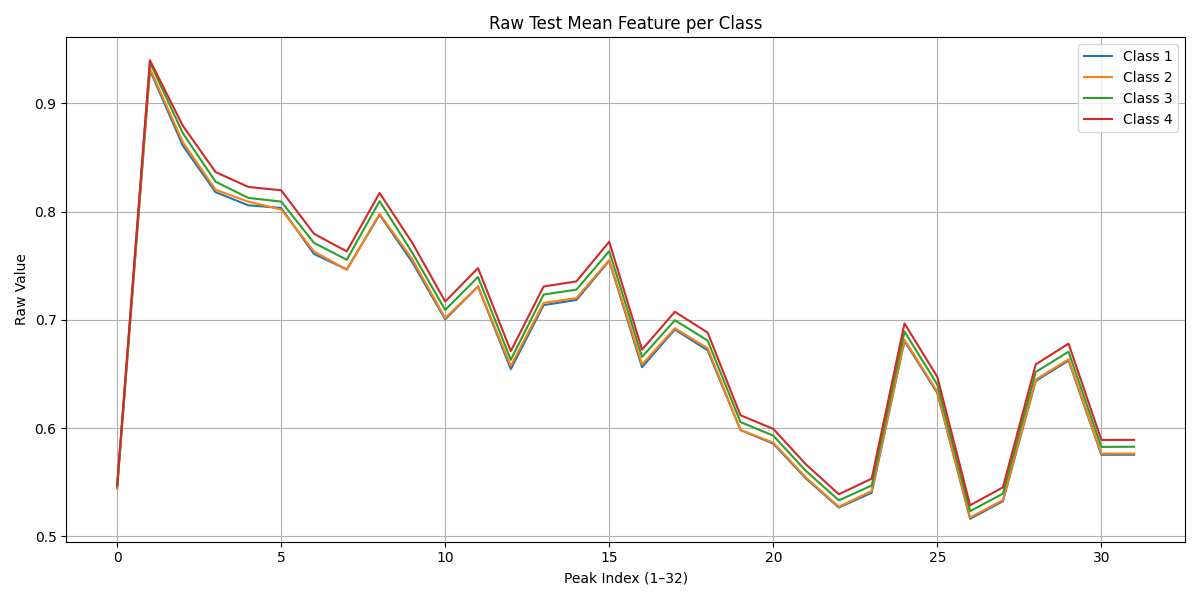 Raw Test Mean Feature per Class
Class 1
Class 2
Class 3
Class 4
0.9
0.8
0.7
0.6
0.5
Raw Value
0 5 10 15 20 25 30
Peak Index (1–32)